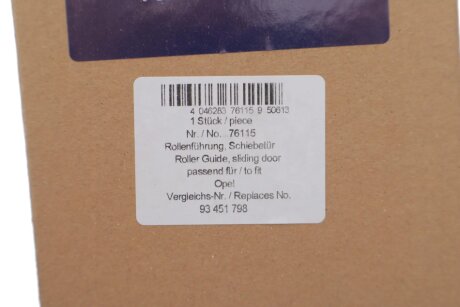 4 046283 76115 9 50613
1 Stück / piece
Nr. / No. .76115
Rollenführung, Schiebetür
Roller Guide, sliding door
passend für / to fit
Opel
Vergleichs-Nr. / Replaces No.
93 451 798